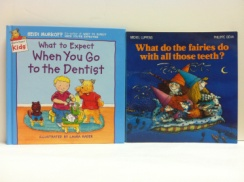 HEIDI MURKOFF
Kids
What to Expect
When You Go
to the Dentist
ILLUSTRATED BY LAURA RADER
What do the fairies do
with all those teeth?